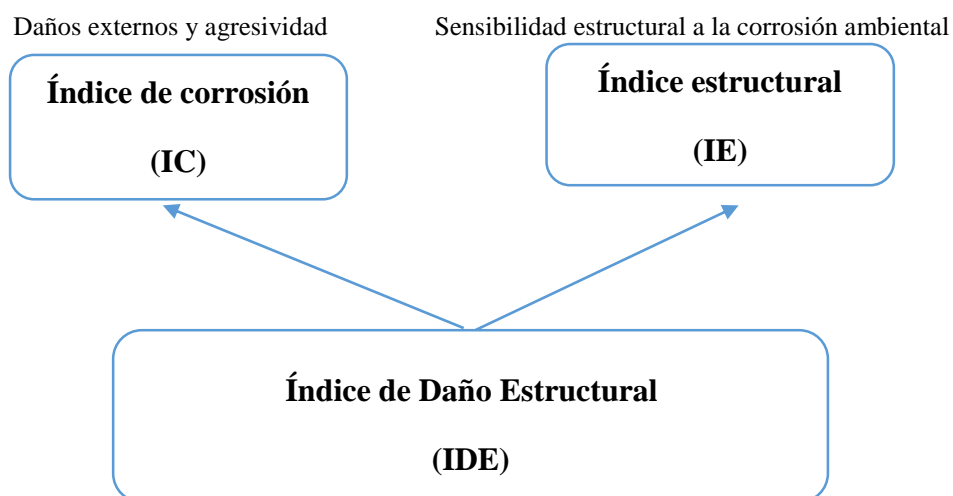 Daños externos y agresividad
Sensibilidad estructural a la corrosión ambiental
Índice de corrosión
(IC)
Índice estructural
(IE)
Índice de Daño Estructural
(IDE)